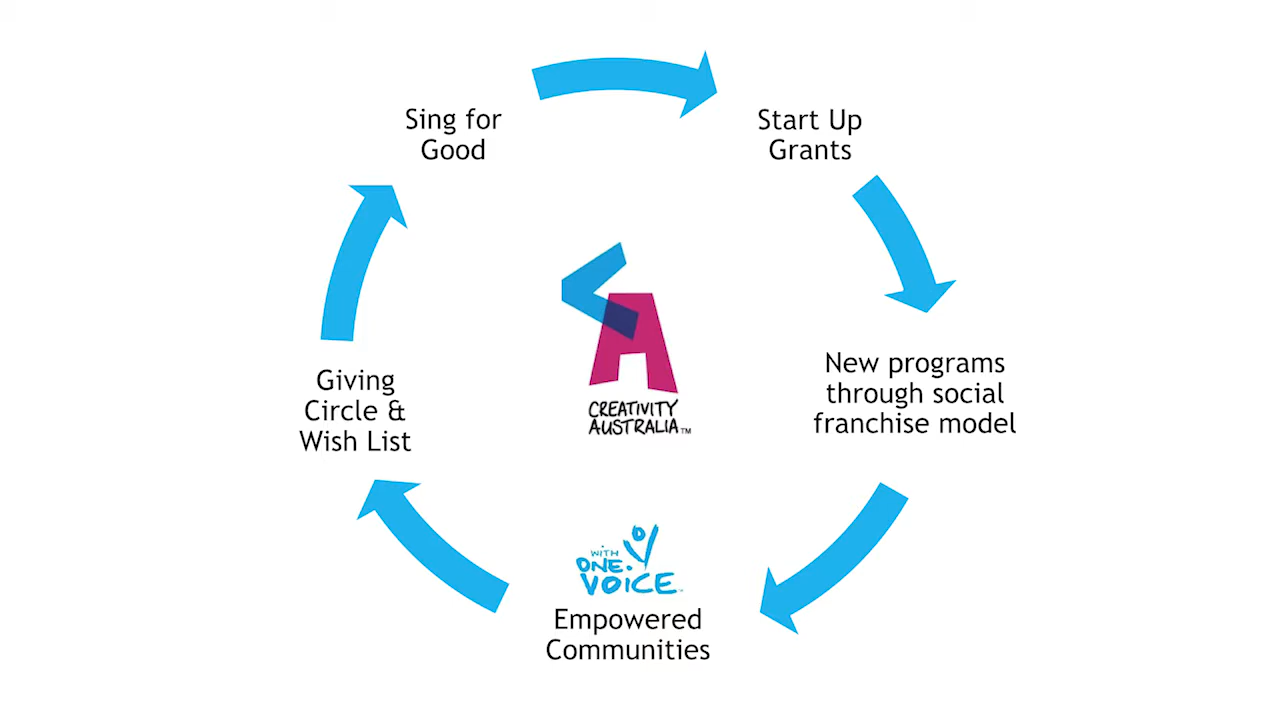 Sing for
Good
Start Up
Grants
New programs
through social
franchise model
WITH
ONE
VOICE
Empowered
Communities
Giving
Circle &
Wish List
CREATIVITY
AUSTRALIA™